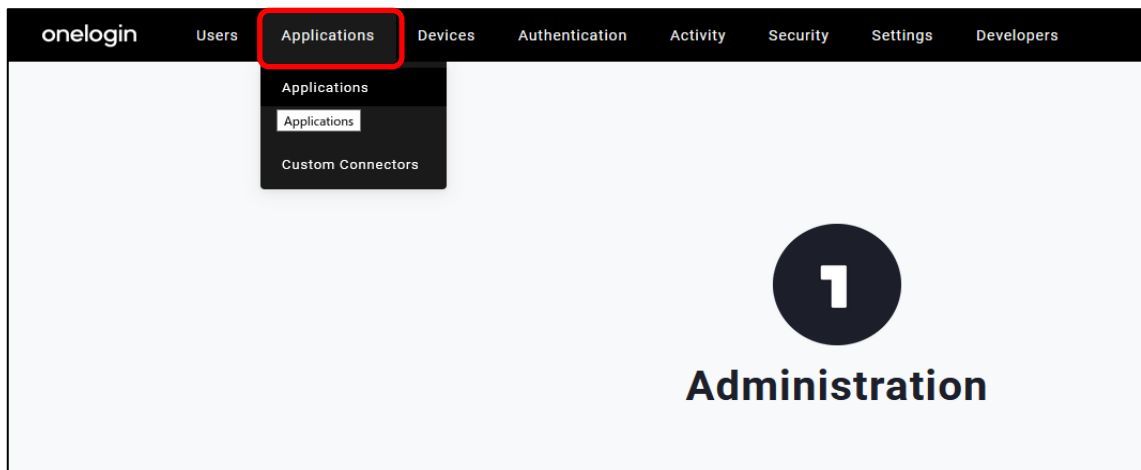 onelogin Users Applications Devices Authentication Activity Security Settings Developers
Applications
Applications
Custom Connectors
1
Administration